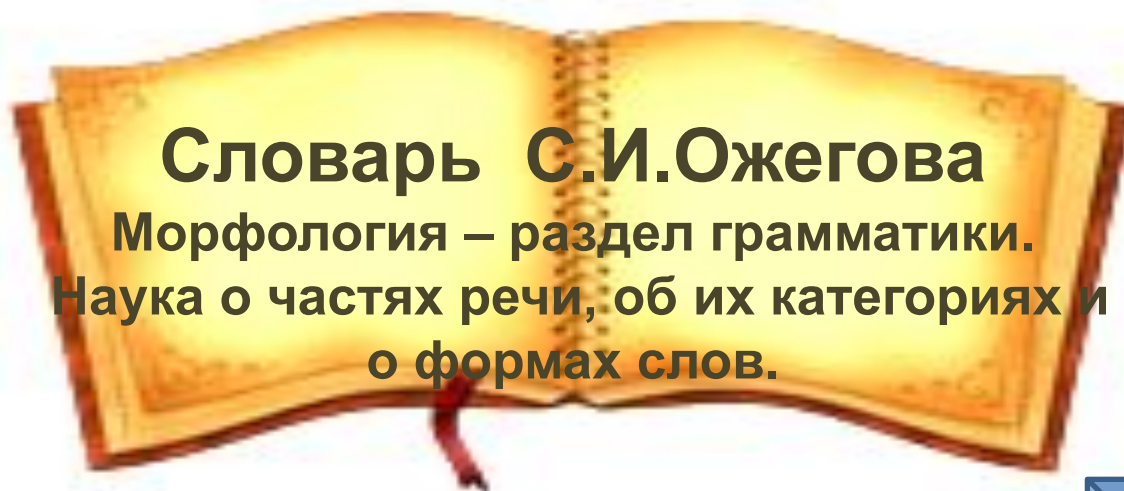 Словарь С.И.Ожегова
Морфология – раздел грамматики.
Наука о частях речи, об их категориях и
о формах слов.